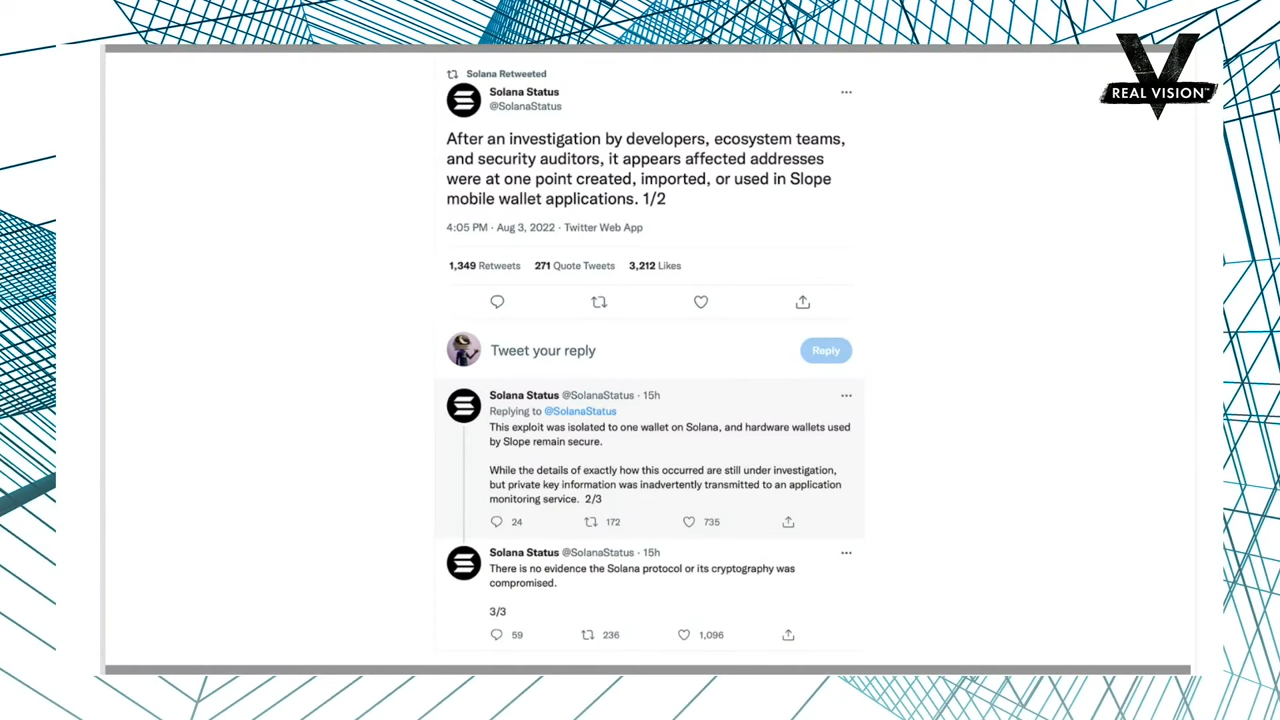 Solana Retweeted
REAL VISION™
Solana Status
@SolanaStatus
After an investigation by developers, ecosystem teams,
and security auditors, it appears affected addresses
were at one point created, imported, or used in Slope
mobile wallet applications. 1/2
4:05 PM · Aug 3, 2022 · Twitter Web App
1,349 Retweets 271 Quote Tweets 3,212 Likes
Tweet your reply
Reply
Solana Status @SolanaStatus · 15h
Replying to @SolanaStatus
This exploit was isolated to one wallet on Solana, and hardware wallets used
by Slope remain secure.
While the details of exactly how this occurred are still under investigation,
but private key information was inadvertently transmitted to an application
monitoring service. 2/3
24 172 735
Solana Status @SolanaStatus · 15h
There is no evidence the Solana protocol or its cryptography was
compromised.
3/3
59 236 1,096